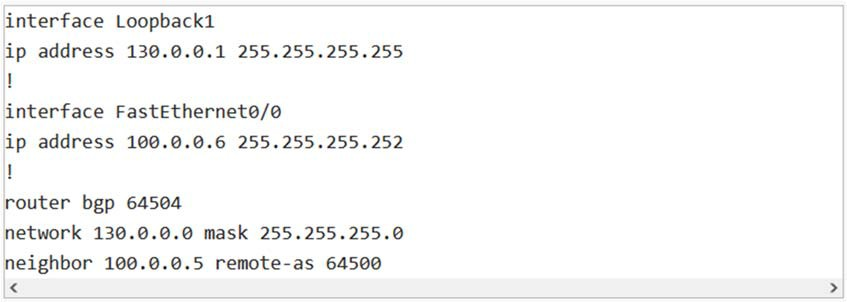 interface Loopback1
ip address 130.0.0.1 255.255.255.255
!
interface FastEthernet0/0
ip address 100.0.0.6 255.255.255.252
!
router bgp 64504
network 130.0.0.0 mask 255.255.255.0
neighbor 100.0.0.5 remote-as 64500